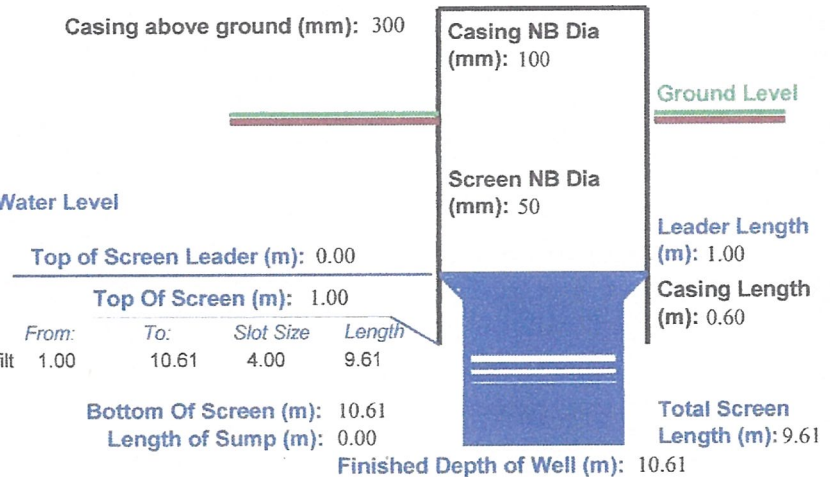 Casing above ground (mm): 300
Casing NB Dia
(mm): 100
Ground Level
Screen NB Dia
(mm): 50
Water Level
Leader Length
(m): 1.00
Top of Screen Leader (m): 0.00
Casing Length
(m): 0.60
Top Of Screen (m): 1.00
From: To: Slot Size Length
1.00 10.61 4.00 9.61
Bottom Of Screen (m): 10.61
Length of Sump (m): 0.00
Total Screen
Length (m): 9.61
Finished Depth of Well (m): 10.61